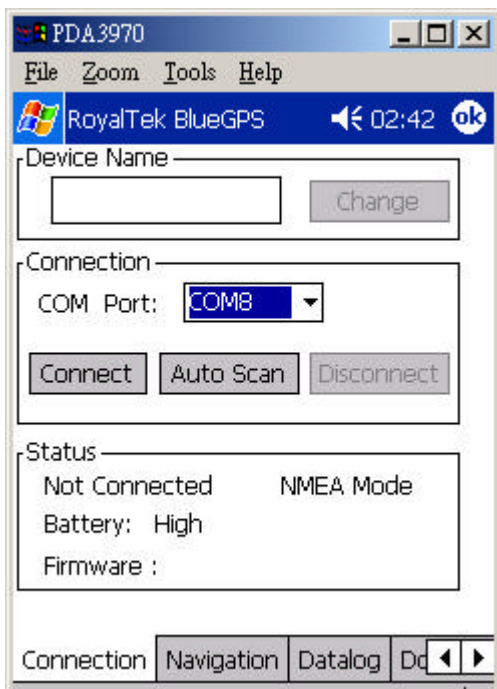 PDA3970
File Zoom Tools Help
RoyalTek BlueGPS 02:42 ok
Device Name
Change
Connection
COM Port: COM8
Connect Auto Scan Disconnect
Status
Not Connected NMEA Mode
Battery: High
Firmware :
Connection Navigation Datalog